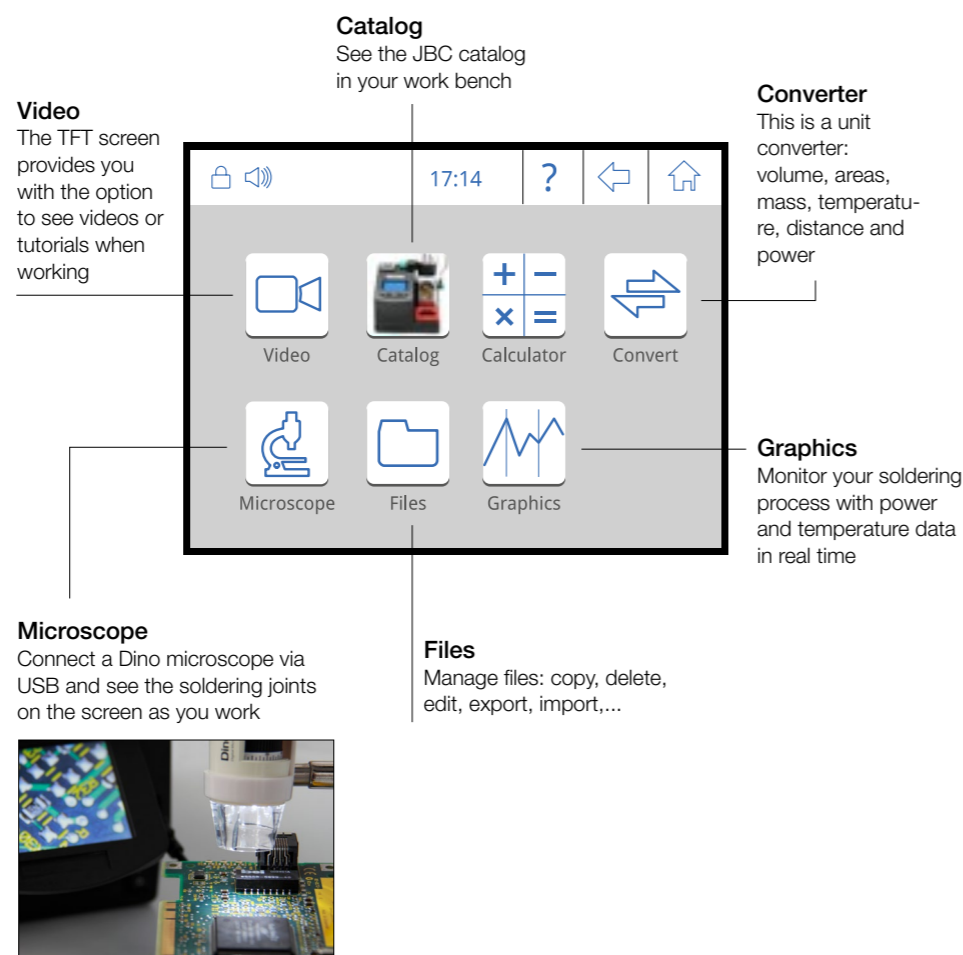 Catalog
See the JBC catalog
in your work bench
Video
The TFT screen
provides you
with the option
to see videos or
tutorials when
working
Converter
This is a unit
converter:
volume, areas,
mass, temperatu-
re, distance and
power
17:14
?
Video
Catalog
Calculator
Convert
Microscope
Files
Graphics
Graphics
Monitor your soldering
process with power
and temperature data
in real time
Microscope
Connect a Dino microscope via
USB and see the soldering joints
on the screen as you work
Files
Manage files: copy, delete,
edit, export, import,...
Dino